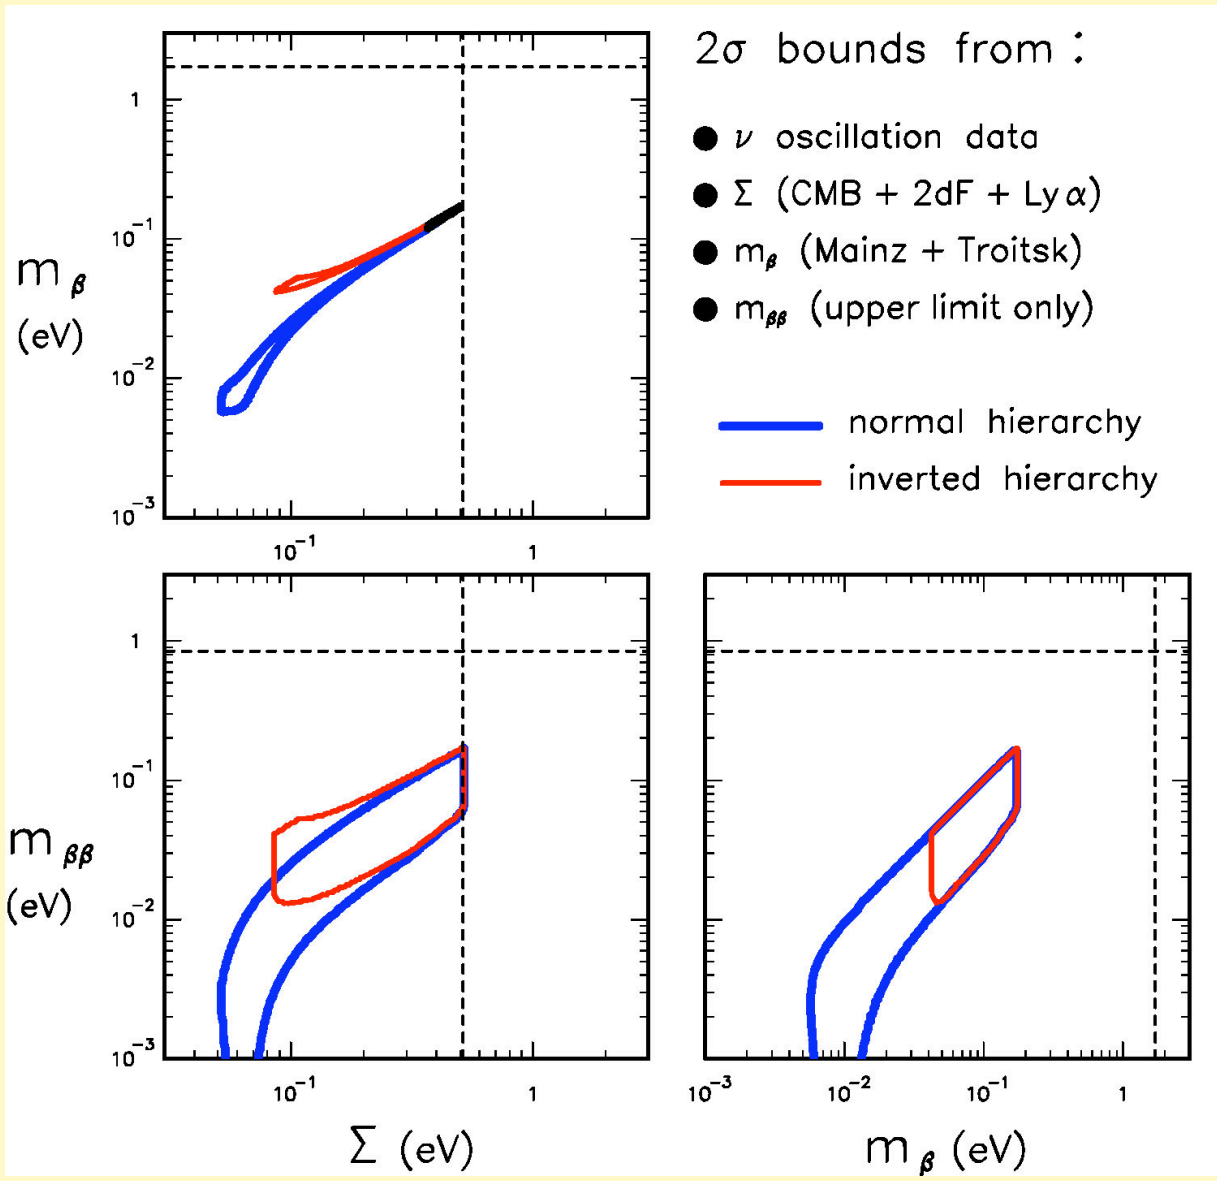 2σ bounds from :
● ν oscillation data
● Σ (CMB + 2dF + Ly α)
● m_β (Mainz + Troitsk)
● m_ββ (upper limit only)
normal hierarchy
inverted hierarchy
m_β
(eV)
1
10⁻¹
10⁻²
10⁻³
10⁻¹ 1
m_ββ
(eV)
1
10⁻¹
10⁻²
10⁻³
10⁻¹ 1
Σ (eV)
10⁻³ 10⁻² 10⁻¹ 1
m_β (eV)